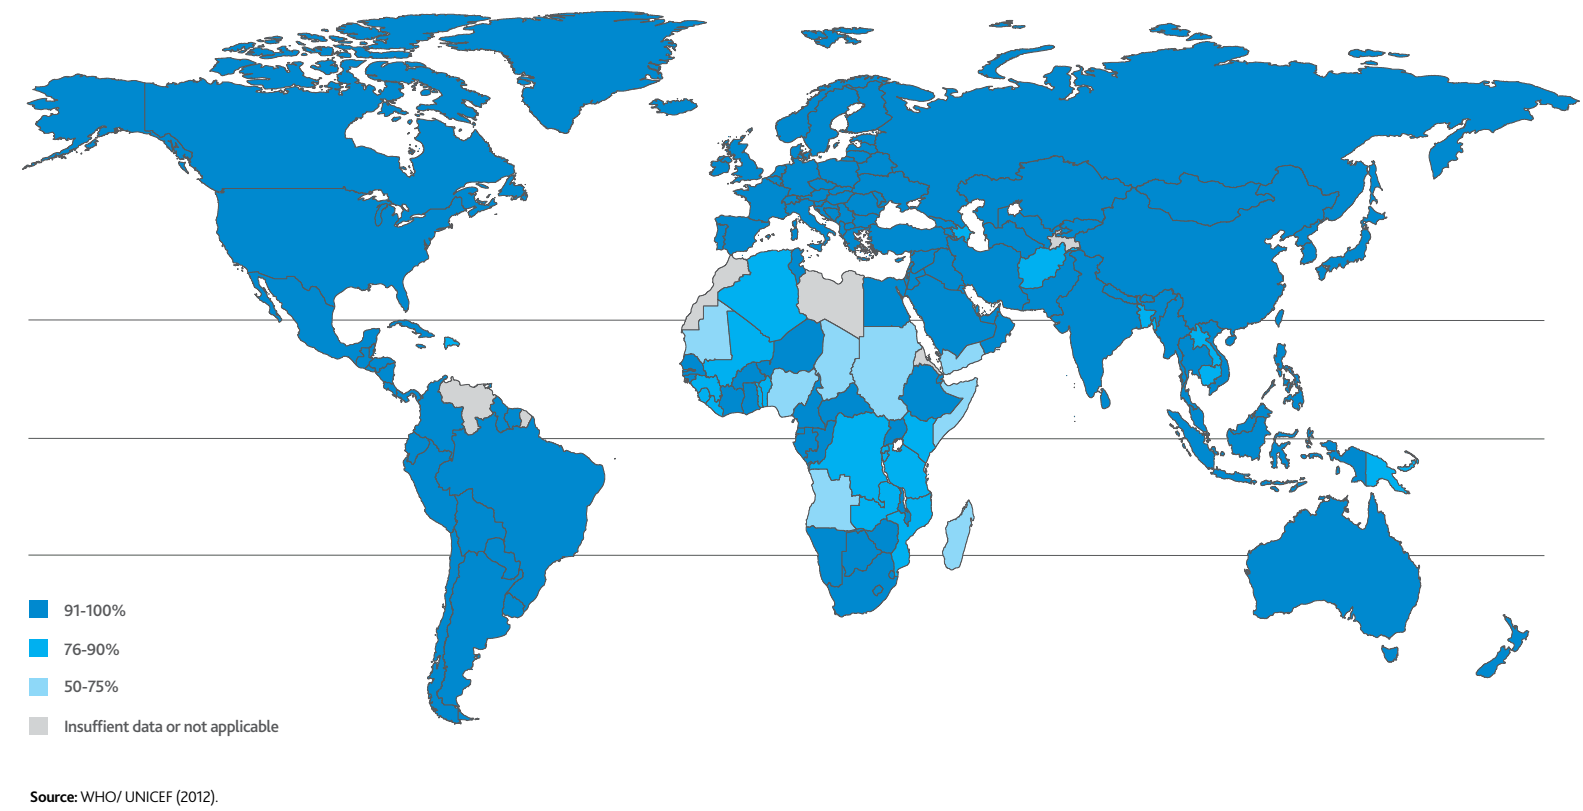 91-100%
76-90%
50-75%
Insuffient data or not applicable
Source: WHO/ UNICEF (2012).